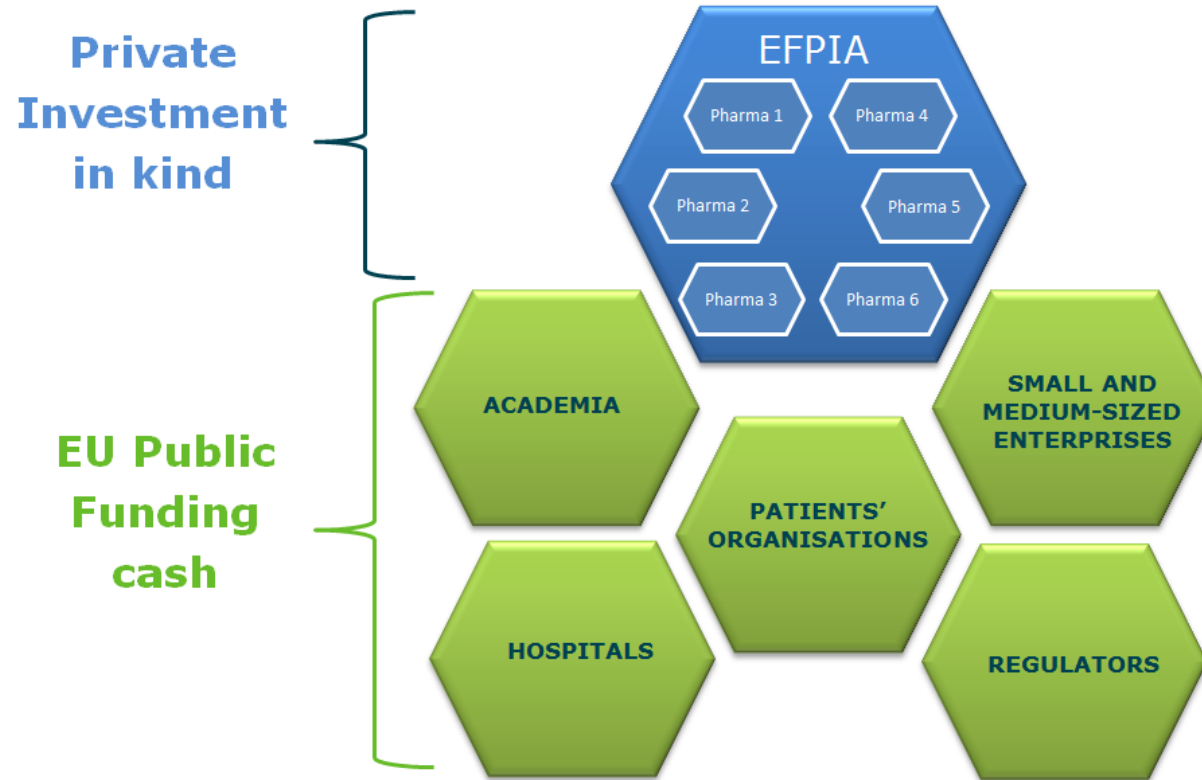 Private
Investment
in kind
EFPIA
Pharma 1
Pharma 4
Pharma 2
Pharma 5
Pharma 3
Pharma 6
EU Public
Funding
cash
ACADEMIA
SMALL AND
MEDIUM-SIZED
ENTERPRISES
PATIENTS’
ORGANISATIONS
HOSPITALS
REGULATORS